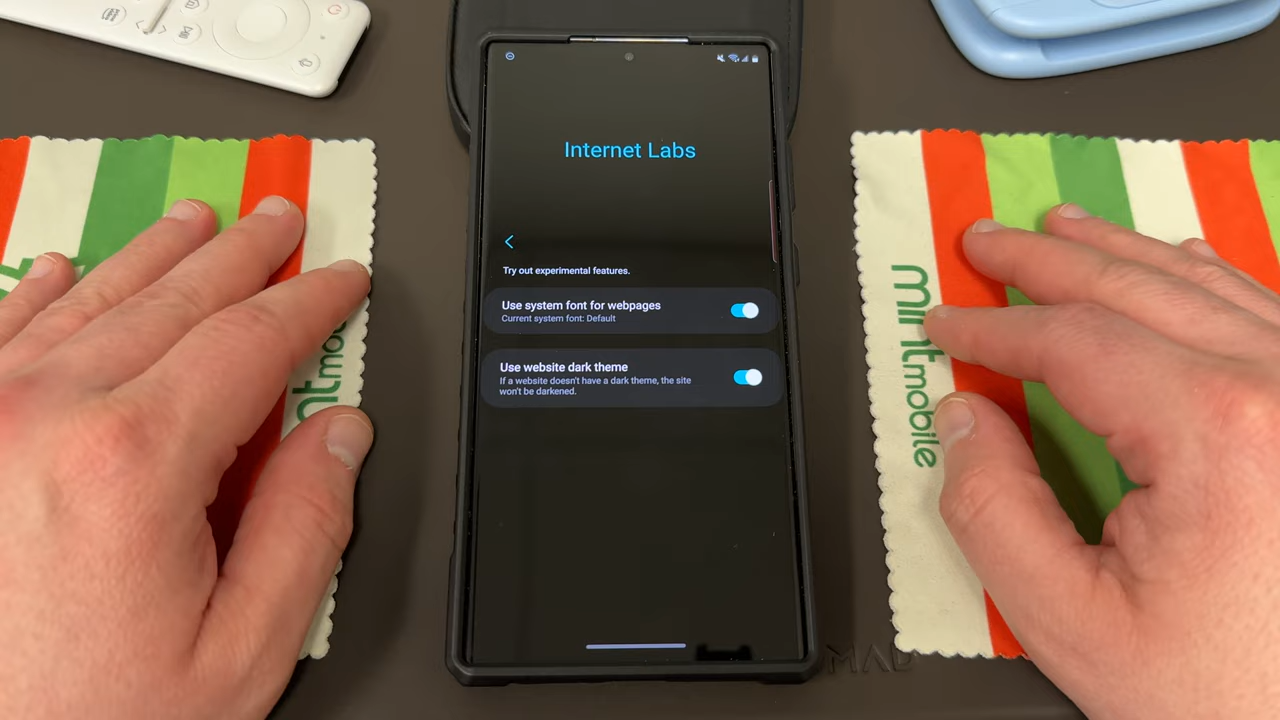 Internet Labs
Try out experimental features.
Use system font for webpages
Current system font: Default
Use website dark theme
If a website doesn't have a dark theme, the site
won't be darkened.
mobile
MAD